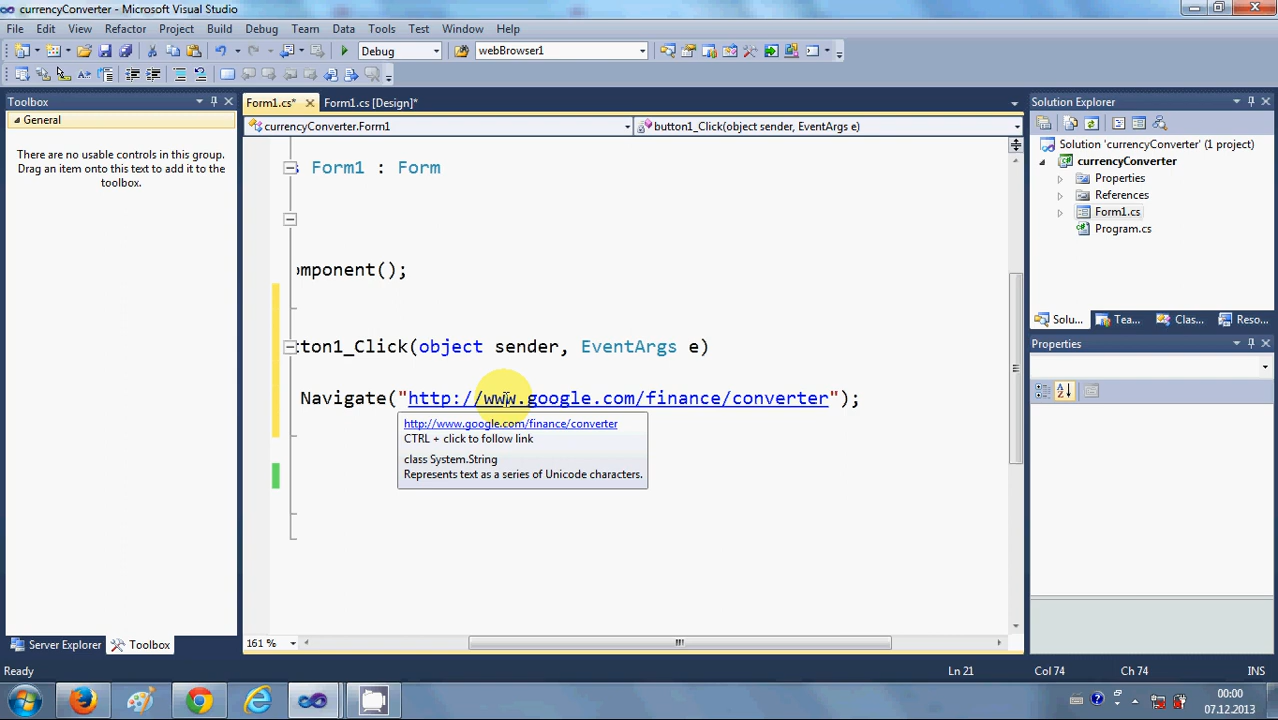 currencyConverter - Microsoft Visual Studio
File Edit View Refactor Project Build Debug Team Data Tools Test Window Help
Debug webBrowser1
Toolbox
General
There are no usable controls in this group.
Drag an item onto this text to add it to the
toolbox.
Server Explorer Toolbox
Form1.cs* Form1.cs [Design]*
currencyConverter.Form1 button1_Click(object sender, EventArgs e)
Form1 : Form
omponent();
tton1_Click(object sender, EventArgs e)
Navigate("http://www.google.com/finance/converter");
http://www.google.com/finance/converter
CTRL + click to follow link
class System.String
Represents text as a series of Unicode characters.
161 %
Solution Explorer
Solution 'currencyConverter' (1 project)
currencyConverter
Properties
References
Form1.cs
Program.cs
Solu... Tea... Clas... Reso...
Properties
Ready Ln 21 Col 74 Ch 74 INS
00:00
07.12.2013